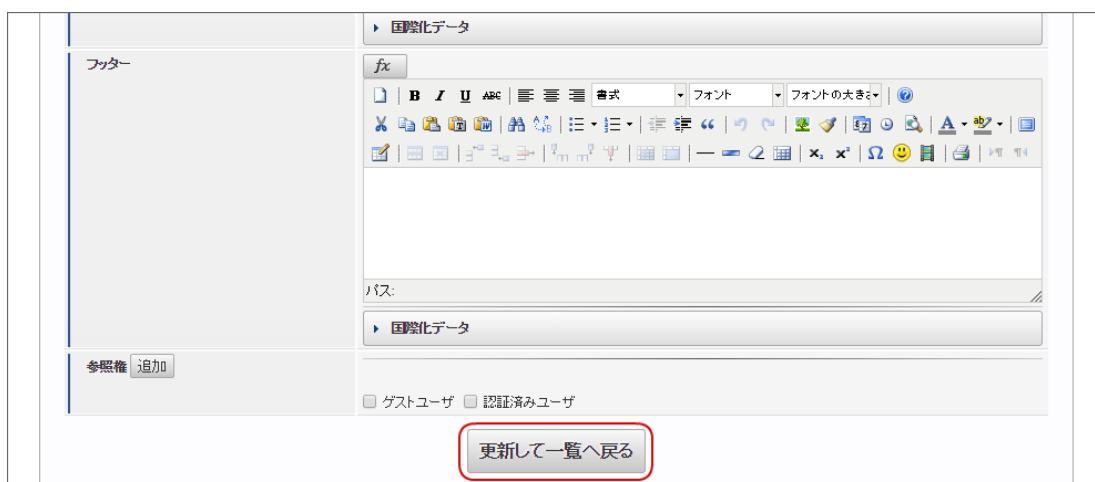 国際化データ
フッター
fx
B I U ABC 書式 フォント フォントの大きさ
パス:
国際化データ
参照権 追加
ゲストユーザ 認証済みユーザ
更新して一覧へ戻る